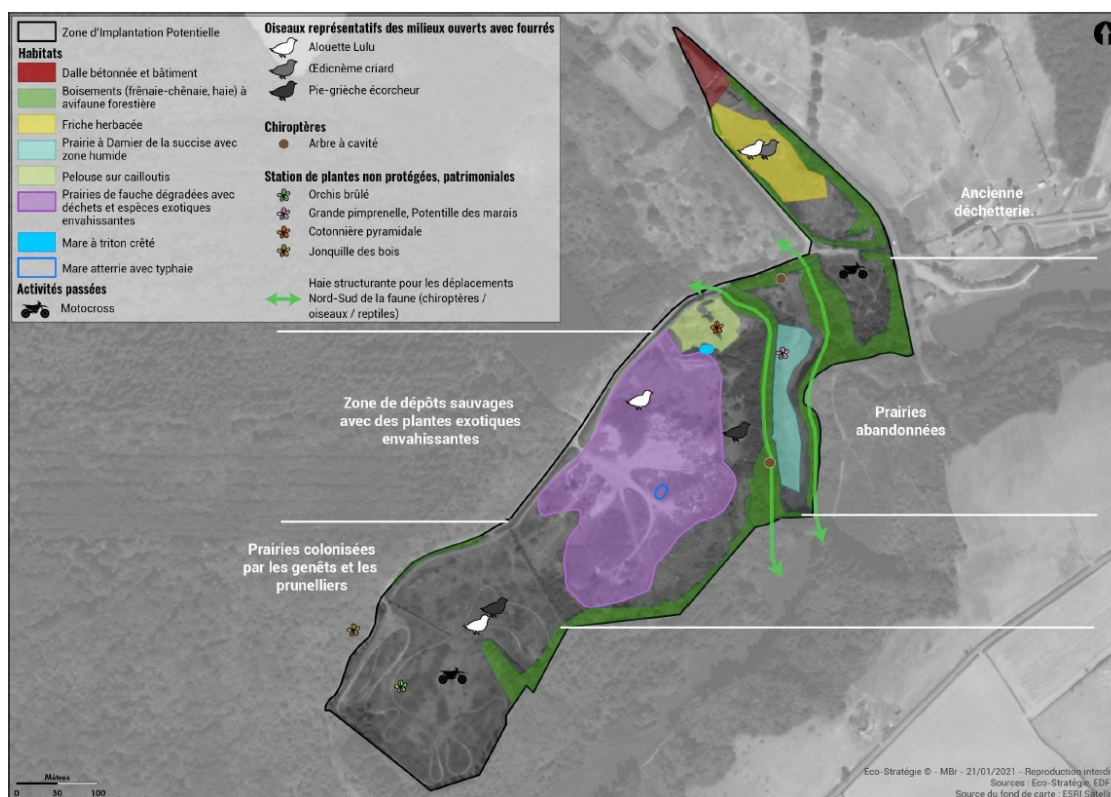 Zone d'Implantation Potentielle
Habitats
Dalle bétonnée et bâtiment
Boisements (frênaie-chênaie, haie) à
avifaune forestière
Friche herbacée
Prairie à Damier de la succise avec
zone humide
Pelouse sur cailloutis
Prairies de fauche dégradées avec
déchets et espèces exotiques
envahissantes
Mare à triton crêté
Mare atterrie avec typhaie
Activités passées
Motocross
Oiseaux représentatifs des milieux ouverts avec fourrés
Alouette Lulu
Œdicnème criard
Pie-grièche écorcheur
Chiroptères
Arbre à cavité
Station de plantes non protégées, patrimoniales
Orchis brûlé
Grande pimprenelle, Potentille des marais
Cotonnière pyramidale
Jonquille des bois
Haie structurante pour les déplacements
Nord-Sud de la faune (chiroptères /
oiseaux / reptiles)
Ancienne
déchetterie
Zone de dépôts sauvages
avec des plantes exotiques
envahissantes
Prairies
abandonnées
Prairies colonisées
par les genêts et les
prunelliers
Mètres
0 50 100
Eco-Stratégie © - MBr - 21/01/2021 - Reproduction interdi
Sources : Eco-Stratégie, EDF
Source du fond de carte : ESRI Satelli